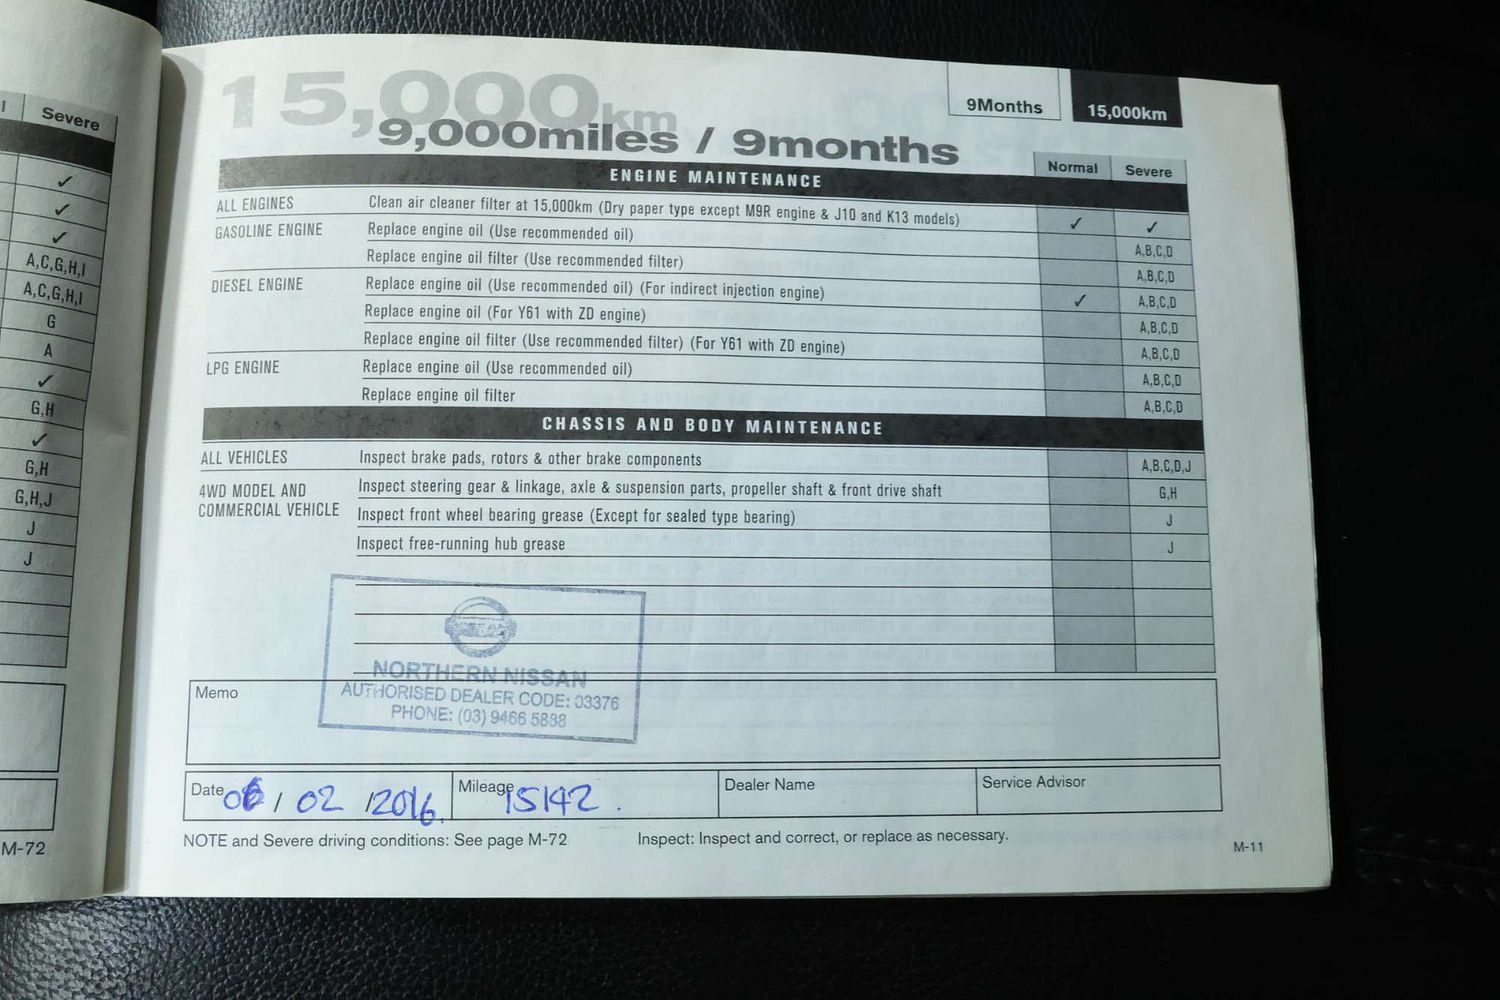 l Severe
✓
✓
✓
A,C,G,H,I
A,C,G,H,I
G
A
✓
G,H
✓
G,H
G,H,J
J
J
M-72
15,000km
9,000miles / 9months
9Months 15,000km
Normal Severe
ENGINE MAINTENANCE
ALL ENGINES Clean air cleaner filter at 15,000km (Dry paper type except M9R engine & J10 and K13 models) ✓ ✓
GASOLINE ENGINE Replace engine oil (Use recommended oil) A,B,C,D
Replace engine oil filter (Use recommended filter) A,B,C,D
DIESEL ENGINE Replace engine oil (Use recommended oil) (For indirect injection engine) ✓ A,B,C,D
Replace engine oil (For Y61 with ZD engine) A,B,C,D
Replace engine oil filter (Use recommended filter) (For Y61 with ZD engine) A,B,C,D
LPG ENGINE Replace engine oil (Use recommended oil) A,B,C,D
Replace engine oil filter A,B,C,D
CHASSIS AND BODY MAINTENANCE
ALL VEHICLES Inspect brake pads, rotors & other brake components A,B,C,D,J
4WD MODEL AND Inspect steering gear & linkage, axle & suspension parts, propeller shaft & front drive shaft G,H
COMMERCIAL VEHICLE Inspect front wheel bearing grease (Except for sealed type bearing) J
Inspect free-running hub grease J
NISSAN
NORTHERN NISSAN
AUTHORISED DEALER CODE: 03376
PHONE: (03) 9466 5888
Memo
Date 06 / 02 / 2016. Mileage 15142 . Dealer Name Service Advisor
NOTE and Severe driving conditions: See page M-72 Inspect: Inspect and correct, or replace as necessary.
M-11